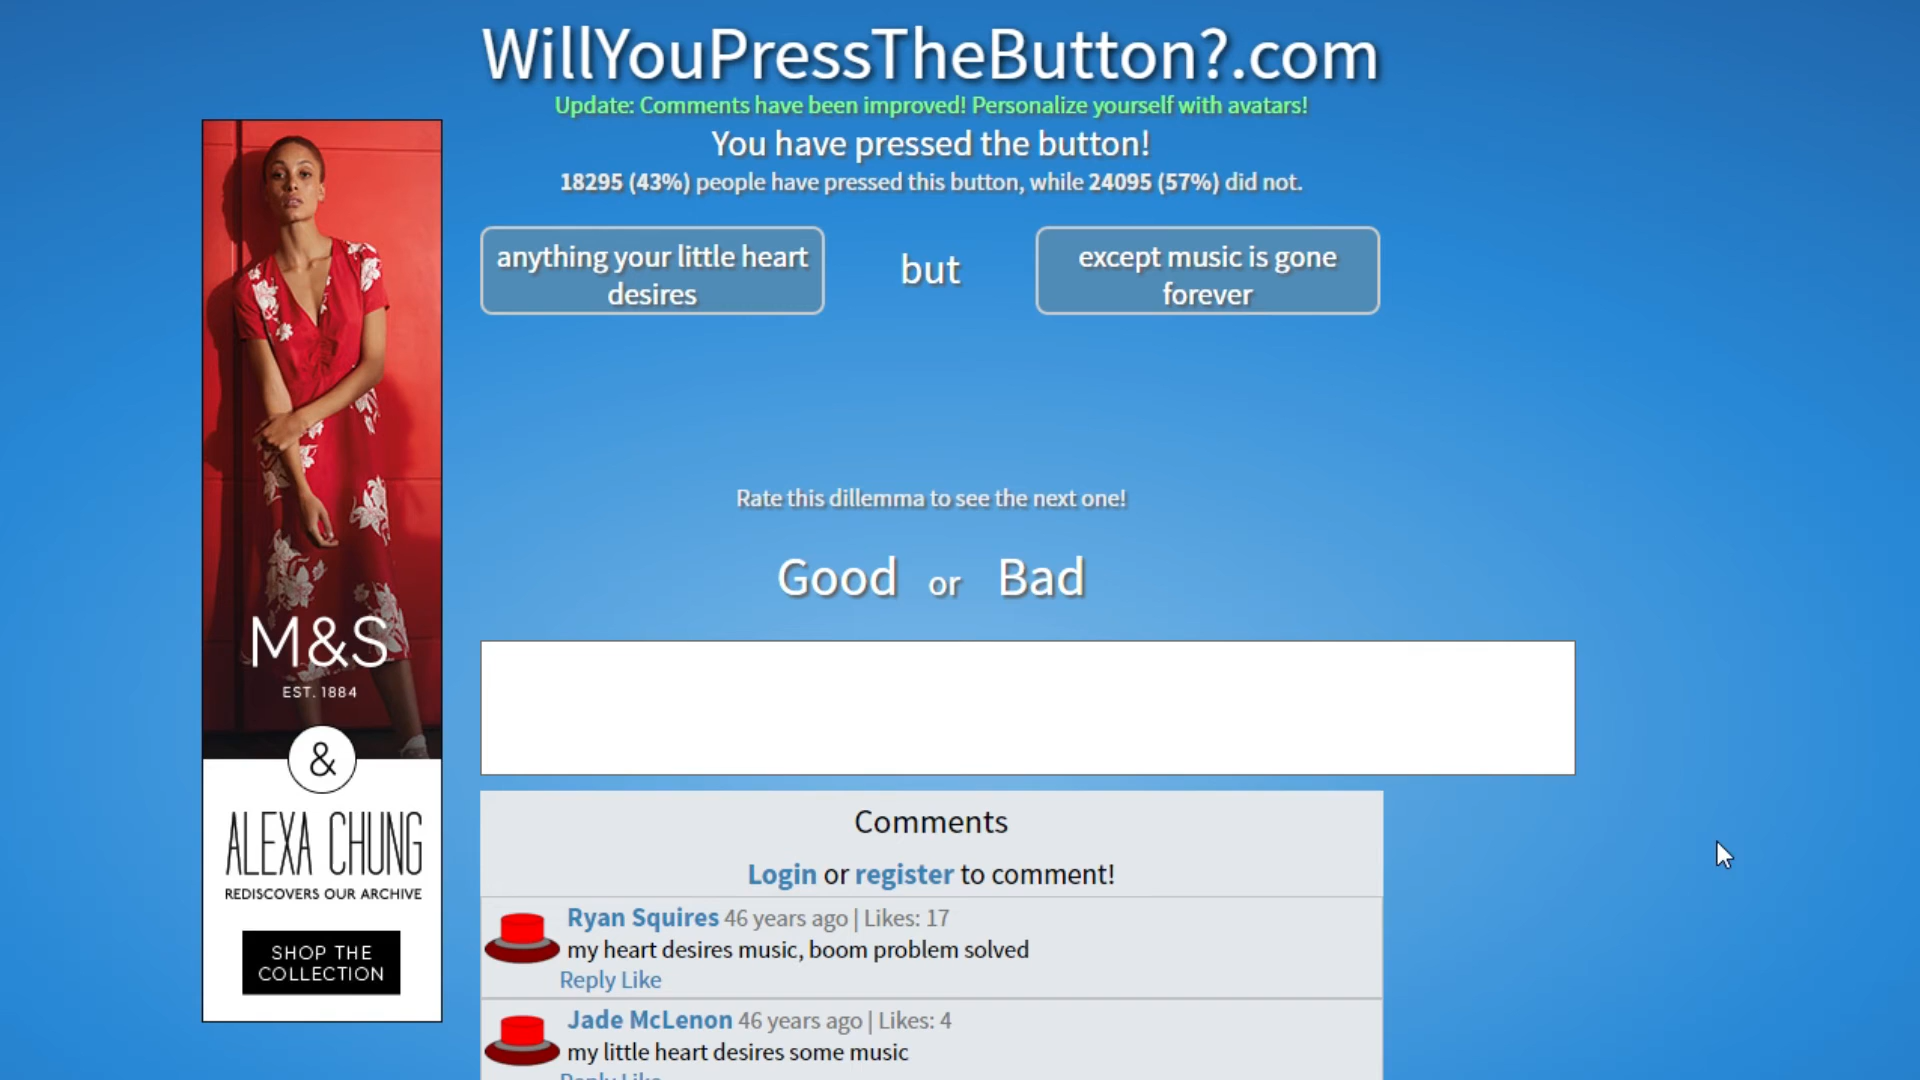 WillYouPressTheButton?.com
Update: Comments have been improved! Personalize yourself with avatars!
You have pressed the button!
18295 (43%) people have pressed this button, while 24095 (57%) did not.
anything your little heart
desires
but
except music is gone
forever
Rate this dillemma to see the next one!
Good or Bad
M&S
EST. 1884
&
ALEXA CHUNG
REDISCOVERS OUR ARCHIVE
SHOP THE
COLLECTION
Comments
Login or register to comment!
Ryan Squires 46 years ago | Likes: 17
my heart desires music, boom problem solved
Reply Like
Jade McLenon 46 years ago | Likes: 4
my little heart desires some music
Reply Like